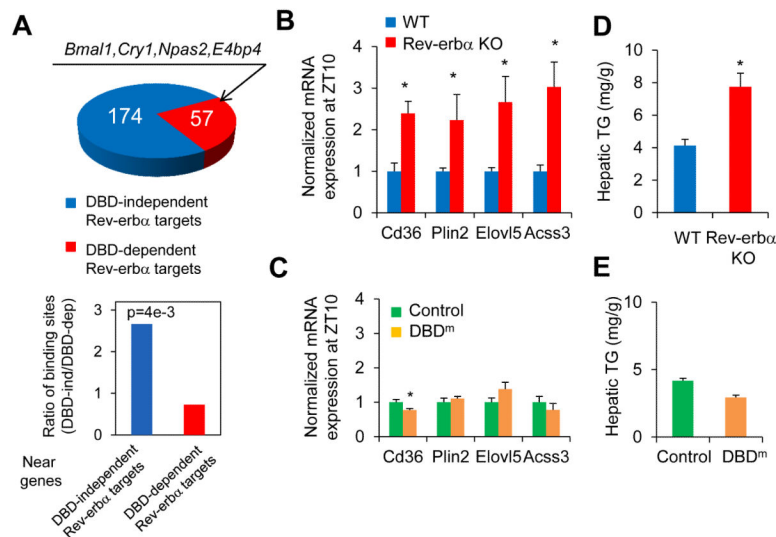 A
Bmal1,Cry1,Npas2,E4bp4
174
57
DBD-independent
Rev-erbα targets
DBD-dependent
Rev-erbα targets
Ratio of binding sites
(DBD-ind/DBD-dep)
3
2
1
0
p=4e-3
Near
genes
DBD-independent
Rev-erbα targets
DBD-dependent
Rev-erbα targets
B
WT
Rev-erbα KO
Normalized mRNA
expression at ZT10
4
3
2
1
0
*
*
*
*
Cd36 Plin2 Elovl5 Acss3
C
Control
DBDᵐ
Normalized mRNA
expression at ZT10
4
3
2
1
0
*
Cd36 Plin2 Elovl5 Acss3
D
Hepatic TG (mg/g)
10
8
6
4
2
0
*
WT Rev-erbα
KO
E
Hepatic TG (mg/g)
10
5
0
Control DBDᵐ